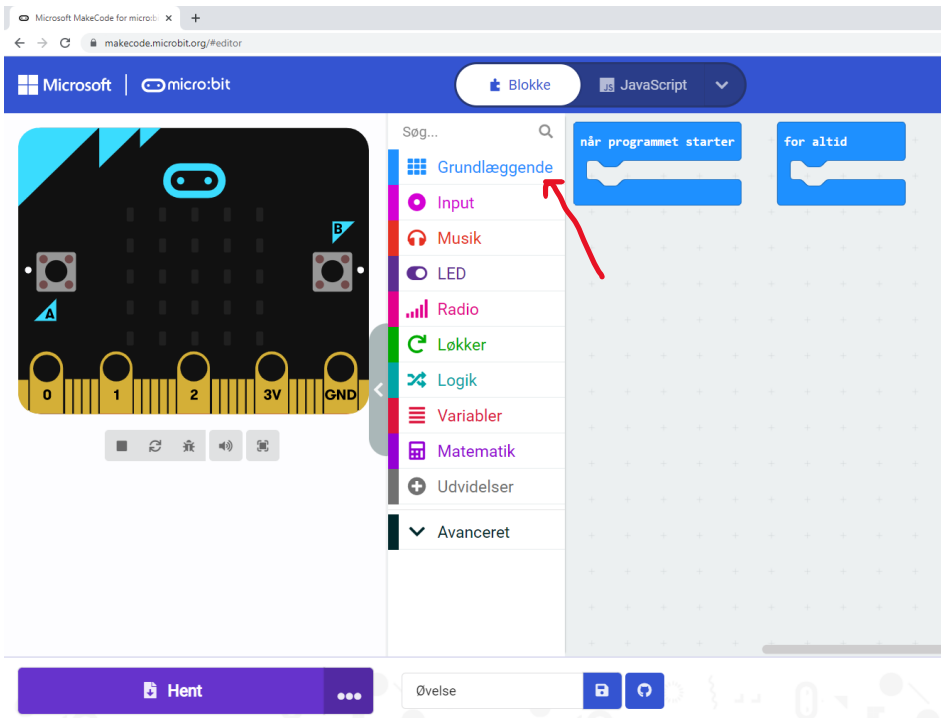 Microsoft MakeCode for micro:bi
makecode.microbit.org/#editor
Microsoft
micro:bit
Blokke
JS JavaScript
Søg...
Grundlæggende
Input
Musik
LED
Radio
Løkker
Logik
Variabler
Matematik
Udvidelser
Avanceret
når programmet starter
for altid
B
A
0 1 2 3V GND
Hent
Øvelse